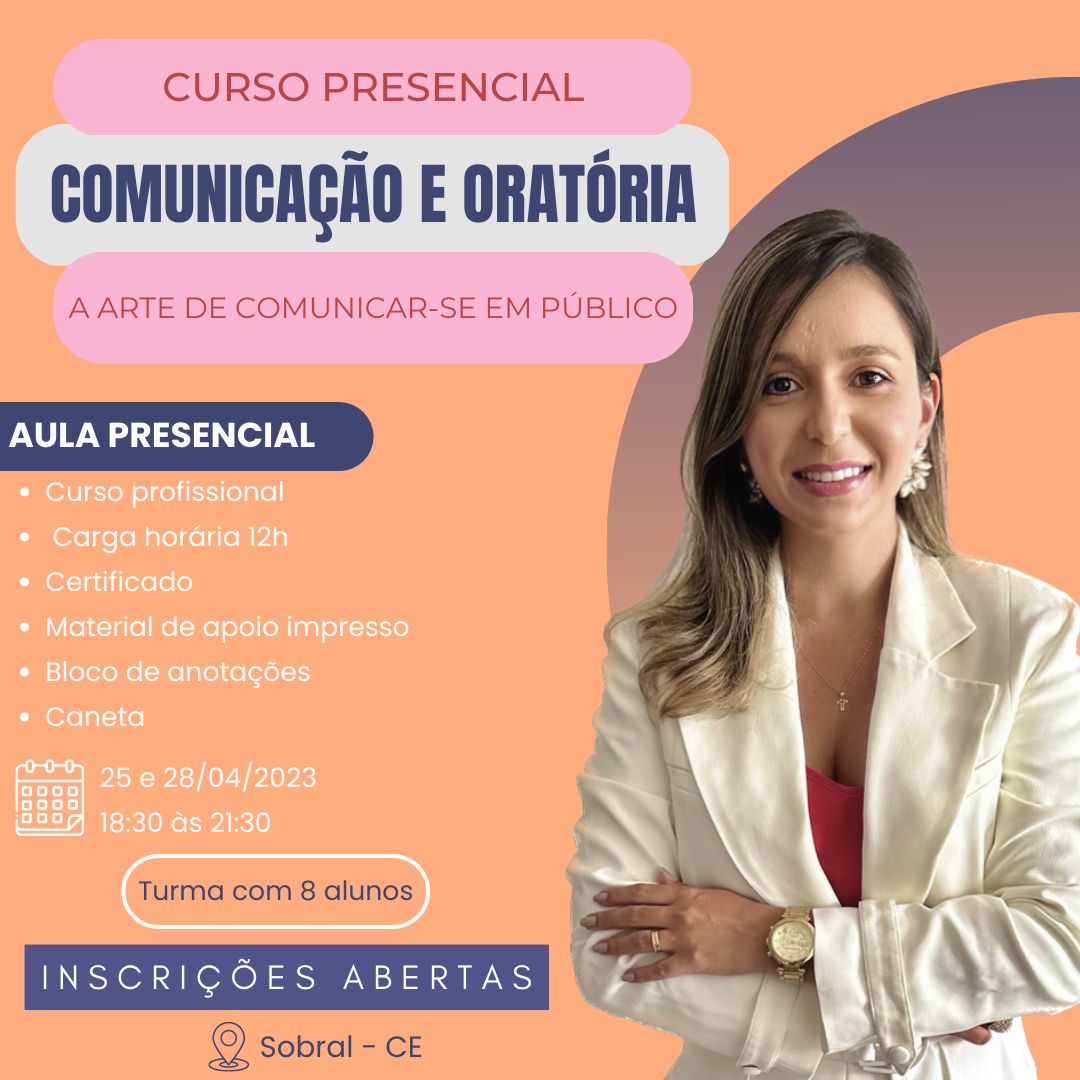 CURSO PRESENCIAL
COMUNICAÇÃO E ORATÓRIA
A ARTE DE COMUNICAR-SE EM PÚBLICO
AULA PRESENCIAL
• Curso profissional
• Carga horária 12h
• Certificado
• Material de apoio impresso
• Bloco de anotações
• Caneta
25 e 28/04/2023
18:30 às 21:30
Turma com 8 alunos
INSCRIÇÕES ABERTAS
Sobral - CE